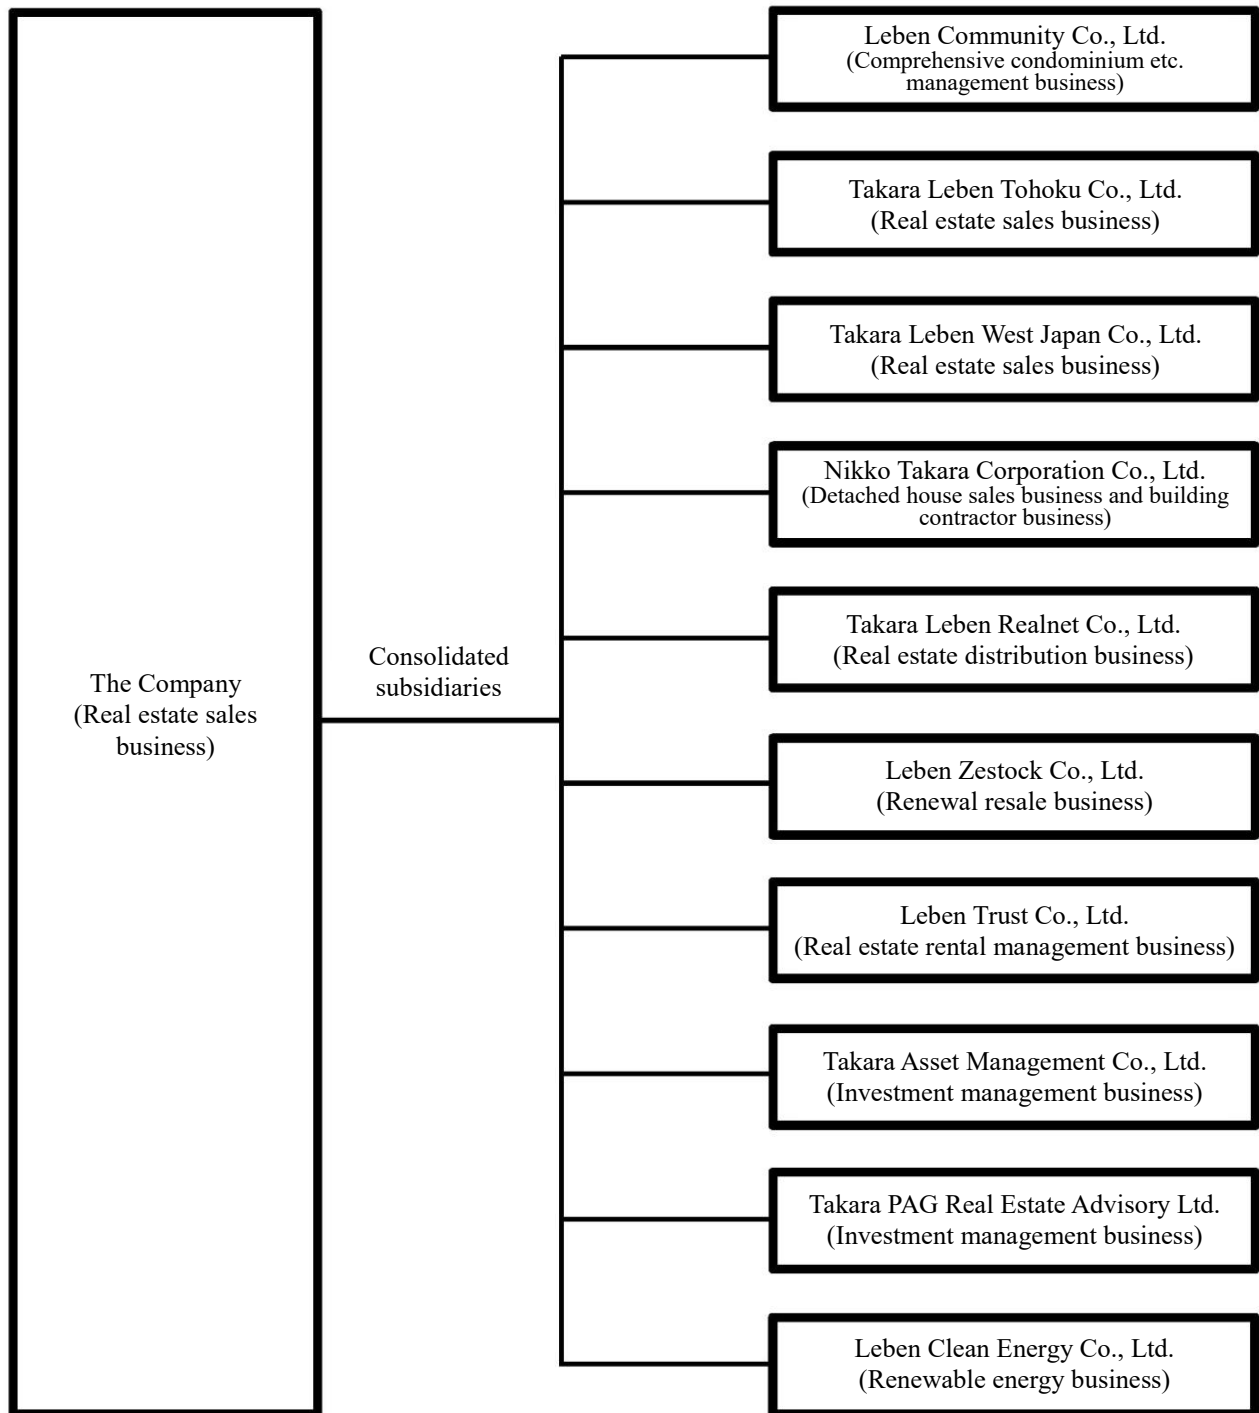 The Company
(Real estate sales
business)
Consolidated
subsidiaries
Leben Community Co., Ltd.
(Comprehensive condominium etc.
management business)
Takara Leben Tohoku Co., Ltd.
(Real estate sales business)
Takara Leben West Japan Co., Ltd.
(Real estate sales business)
Nikko Takara Corporation Co., Ltd.
(Detached house sales business and building
contractor business)
Takara Leben Realnet Co., Ltd.
(Real estate distribution business)
Leben Zestock Co., Ltd.
(Renewal resale business)
Leben Trust Co., Ltd.
(Real estate rental management business)
Takara Asset Management Co., Ltd.
(Investment management business)
Takara PAG Real Estate Advisory Ltd.
(Investment management business)
Leben Clean Energy Co., Ltd.
(Renewable energy business)